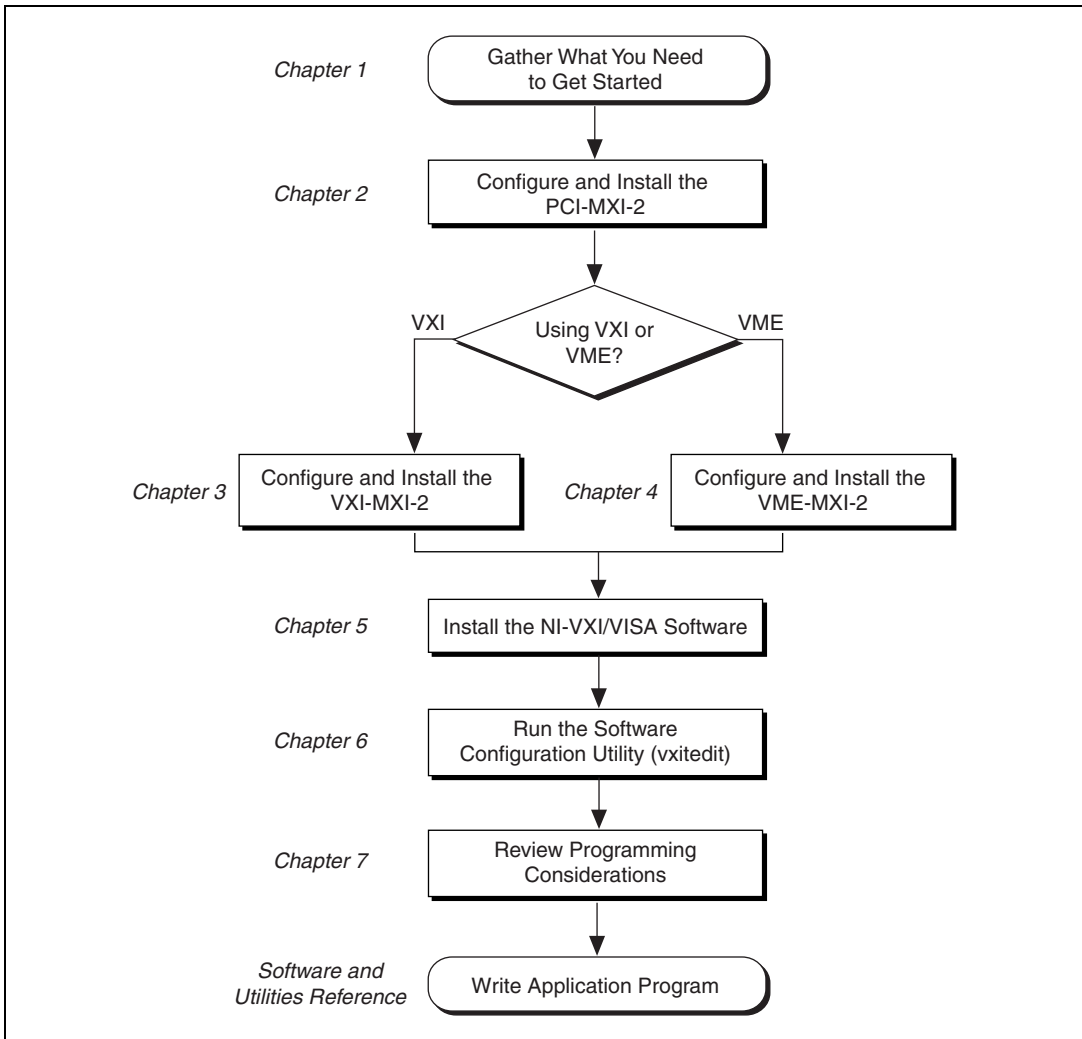 Chapter 1
Gather What You Need
to Get Started
Chapter 2
Configure and Install the
PCI-MXI-2
VXI
Using VXI or
VME?
VME
Chapter 3
Configure and Install the
VXI-MXI-2
Chapter 4
Configure and Install the
VME-MXI-2
Chapter 5
Install the NI-VXI/VISA Software
Chapter 6
Run the Software
Configuration Utility (vxitedit)
Chapter 7
Review Programming
Considerations
Software and
Utilities Reference
Write Application Program